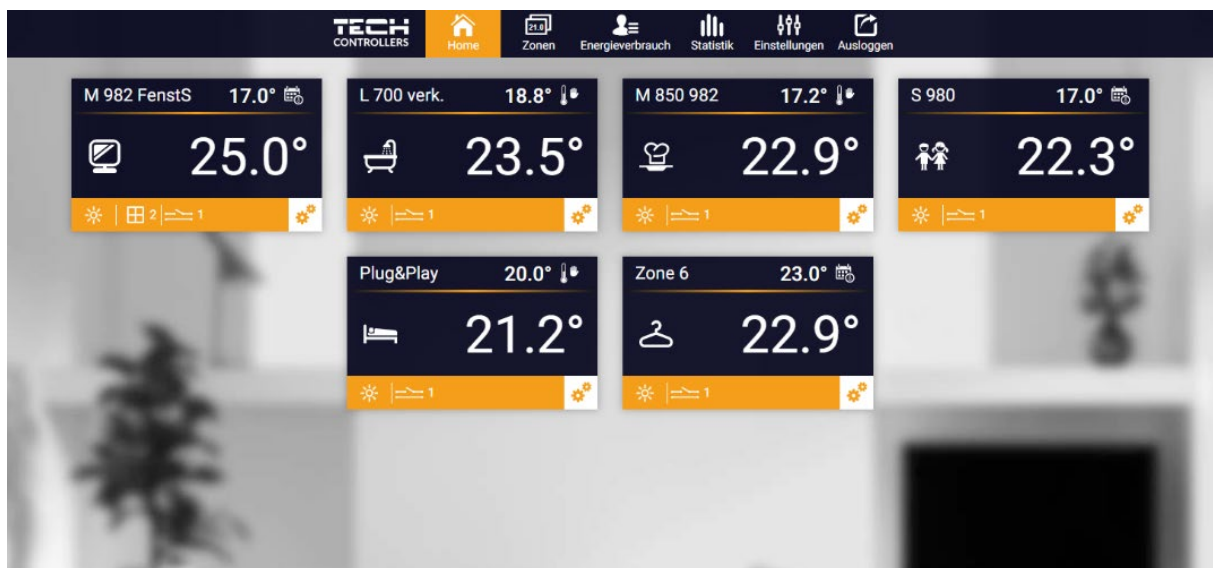 TECH
CONTROLLERS
Home
21.0
Zonen
Energieverbrauch
Statistik
Einstellungen
Ausloggen
M 982 FenstS 17.0°
25.0°
2 1
L 700 verk. 18.8°
23.5°
1
M 850 982 17.2°
22.9°
1
S 980 17.0°
22.3°
1
Plug&Play 20.0°
21.2°
1
Zone 6 23.0°
22.9°
1